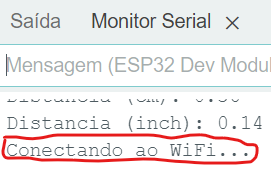 Saída Monitor Serial ×
Mensagem (ESP32 Dev Modul
Distancia (inch): 0.14
Conectando ao WiFi...